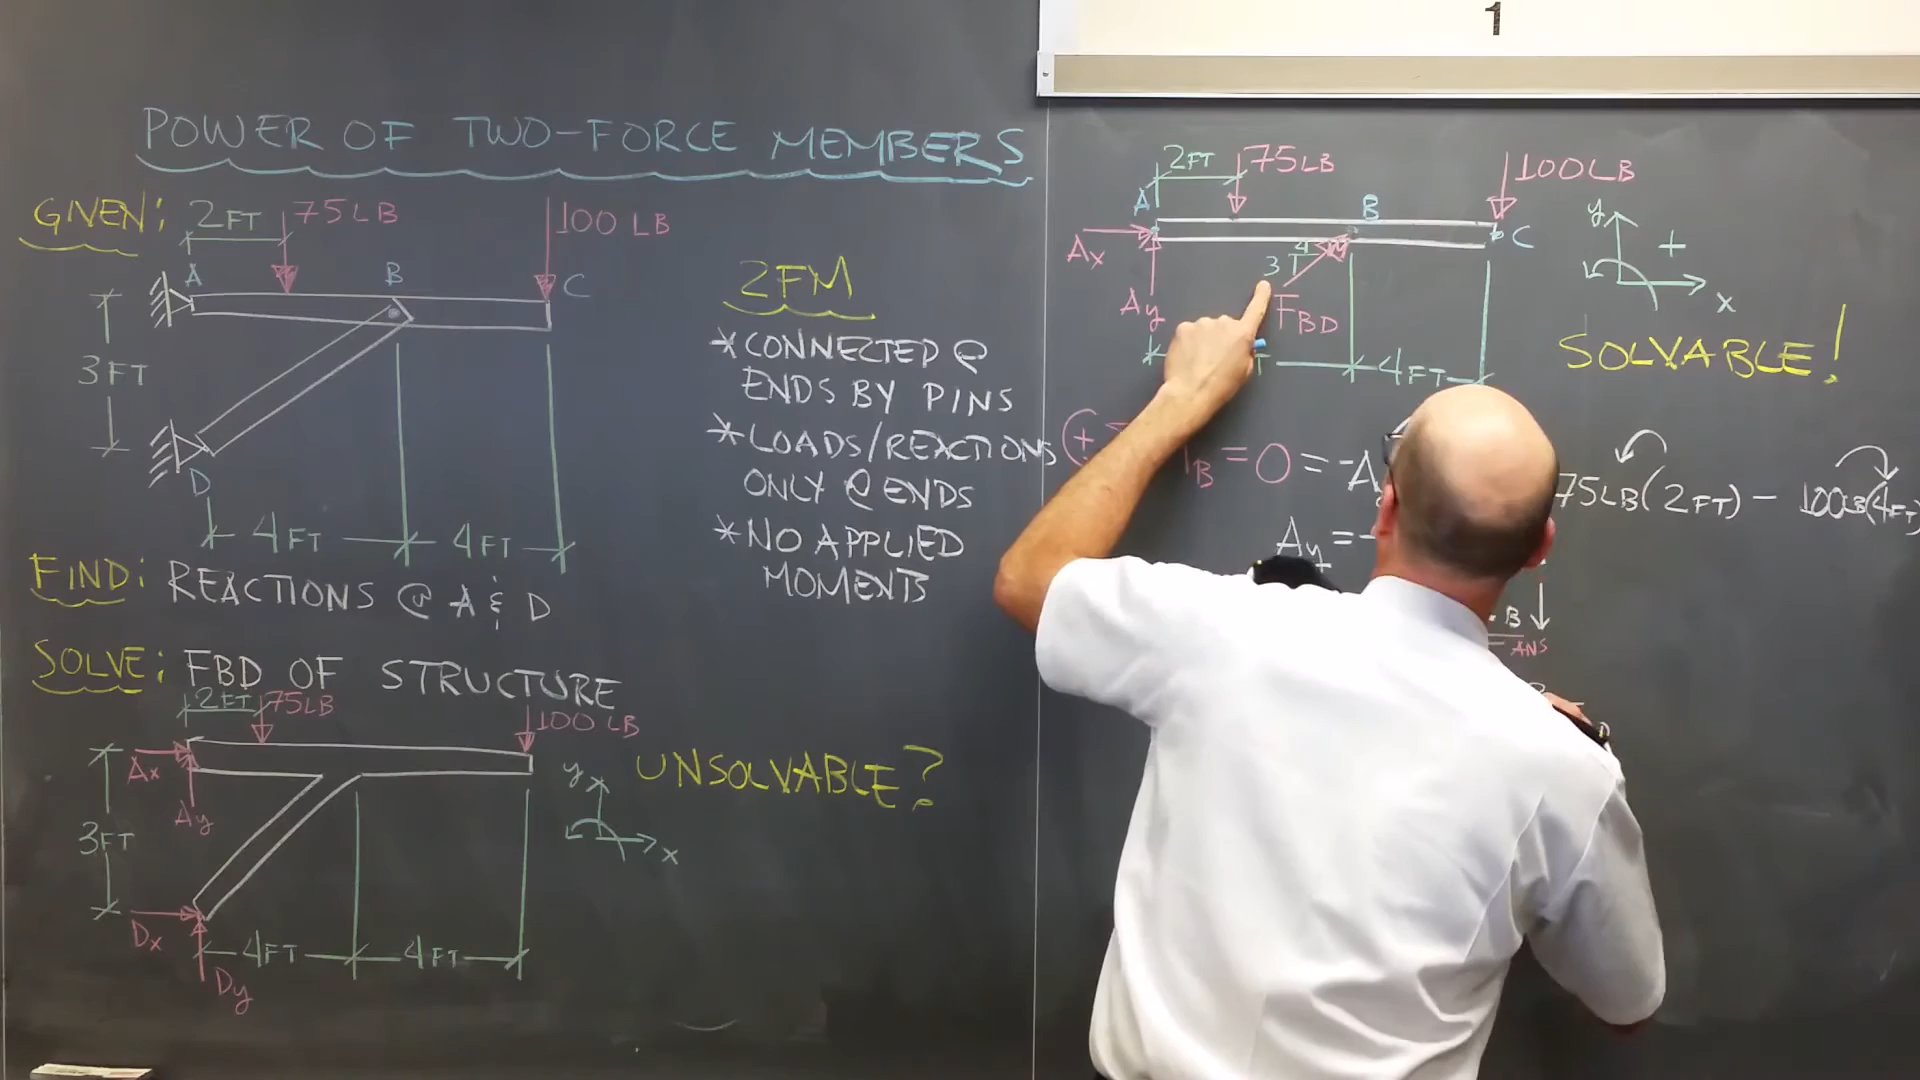 1
POWER OF TWO-FORCE MEMBERS
GIVEN:
2FT
75LB
100 LB
A
B
C
3FT
D
4FT
4FT
FIND: REACTIONS @ A & D
SOLVE: FBD OF STRUCTURE
2FT
75LB
100 LB
Ax
Ay
3FT
Dx
Dy
4FT
4FT
y
x
UNSOLVABLE?
2FM
* CONNECTED @
ENDS BY PINS
* LOADS/REACTIONS
ONLY @ ENDS
* NO APPLIED
MOMENTS
2FT
75LB
100LB
A
B
C
Ax
Ay
4
3
FBD
4FT
y
+
x
SOLVABLE!
B = 0 = -A
75LB(2FT) - 100LB(4FT)
Ay = -
ANS